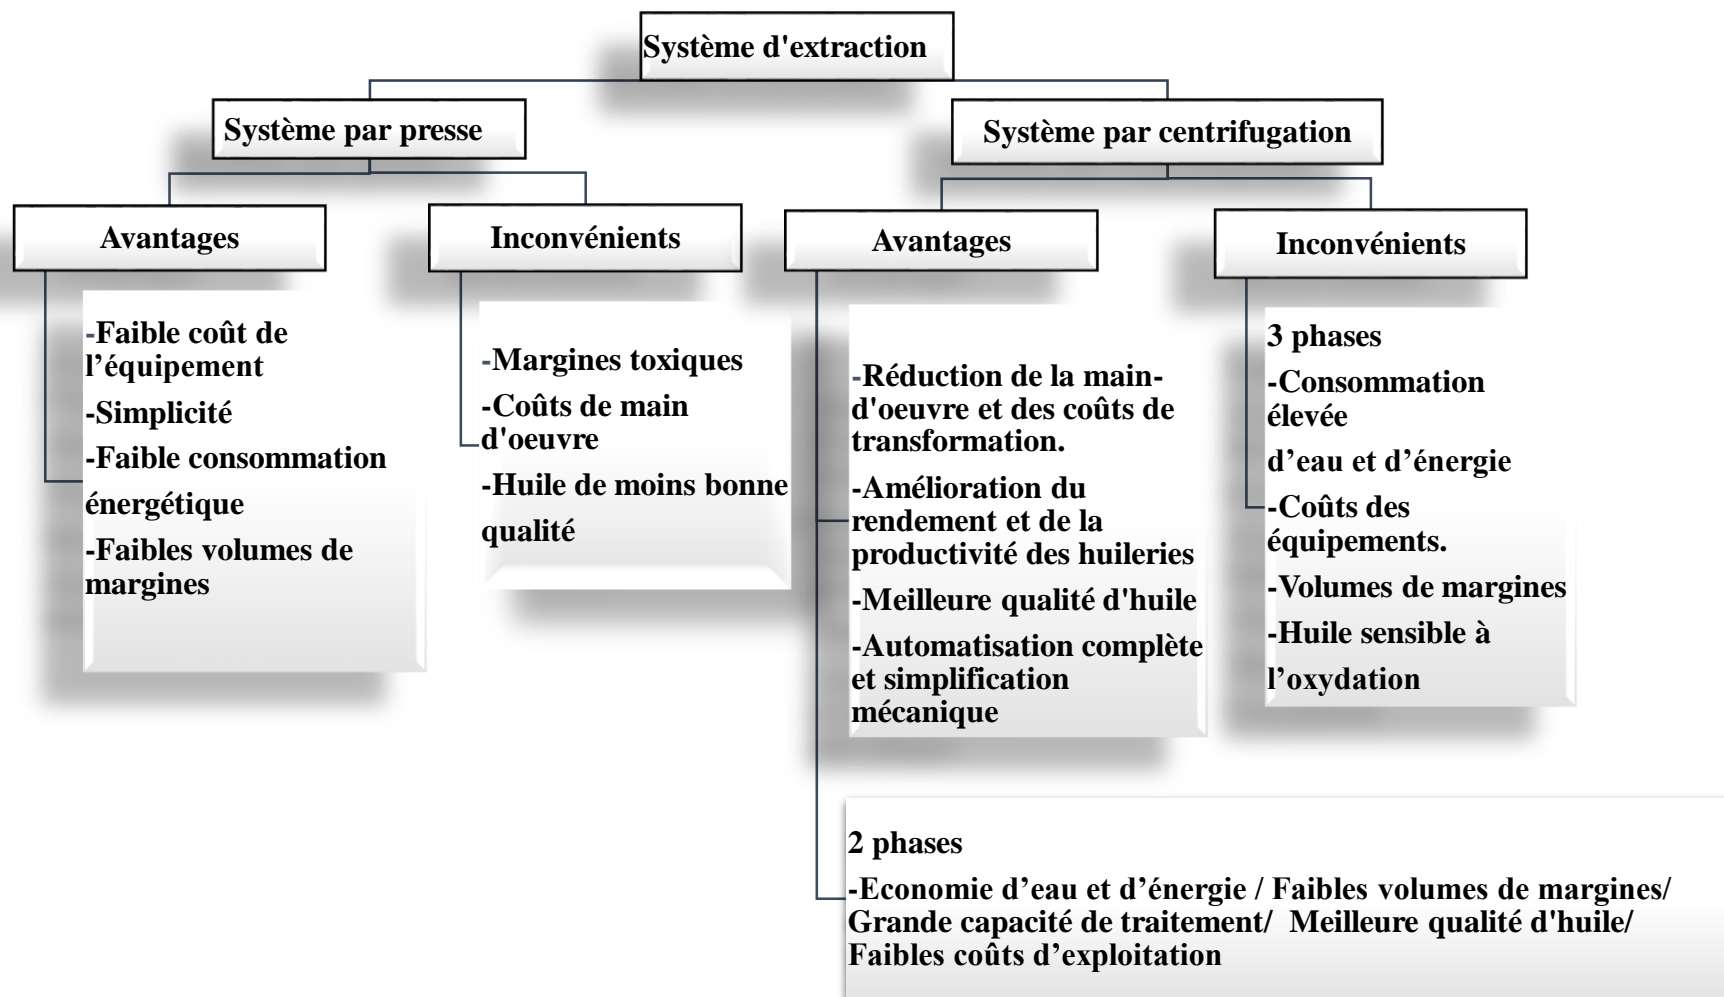 Système d'extraction
Système par presse
Système par centrifugation
Avantages
Inconvénients
Avantages
Inconvénients
-Faible coût de
l’équipement
-Simplicité
-Faible consommation
énergétique
-Faibles volumes de
margines
-Margines toxiques
-Coûts de main
d'oeuvre
-Huile de moins bonne
qualité
-Réduction de la main-
d'oeuvre et des coûts de
transformation.
-Amélioration du
rendement et de la
productivité des huileries
-Meilleure qualité d'huile
-Automatisation complète
et simplification
mécanique
3 phases
-Consommation
élevée
d’eau et d’énergie
-Coûts des
équipements.
-Volumes de margines
-Huile sensible à
l’oxydation
2 phases
-Economie d’eau et d’énergie / Faibles volumes de margines/
Grande capacité de traitement/ Meilleure qualité d'huile/
Faibles coûts d’exploitation